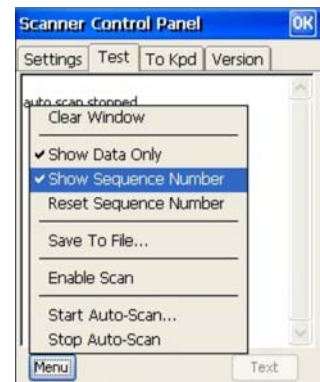 Scanner Control Panel OK
Settings Test To Kpd Version
auto scan stopped
Clear Window
✔ Show Data Only
✔ Show Sequence Number
Reset Sequence Number
Save To File...
Enable Scan
Start Auto-Scan...
Stop Auto-Scan
Menu Text